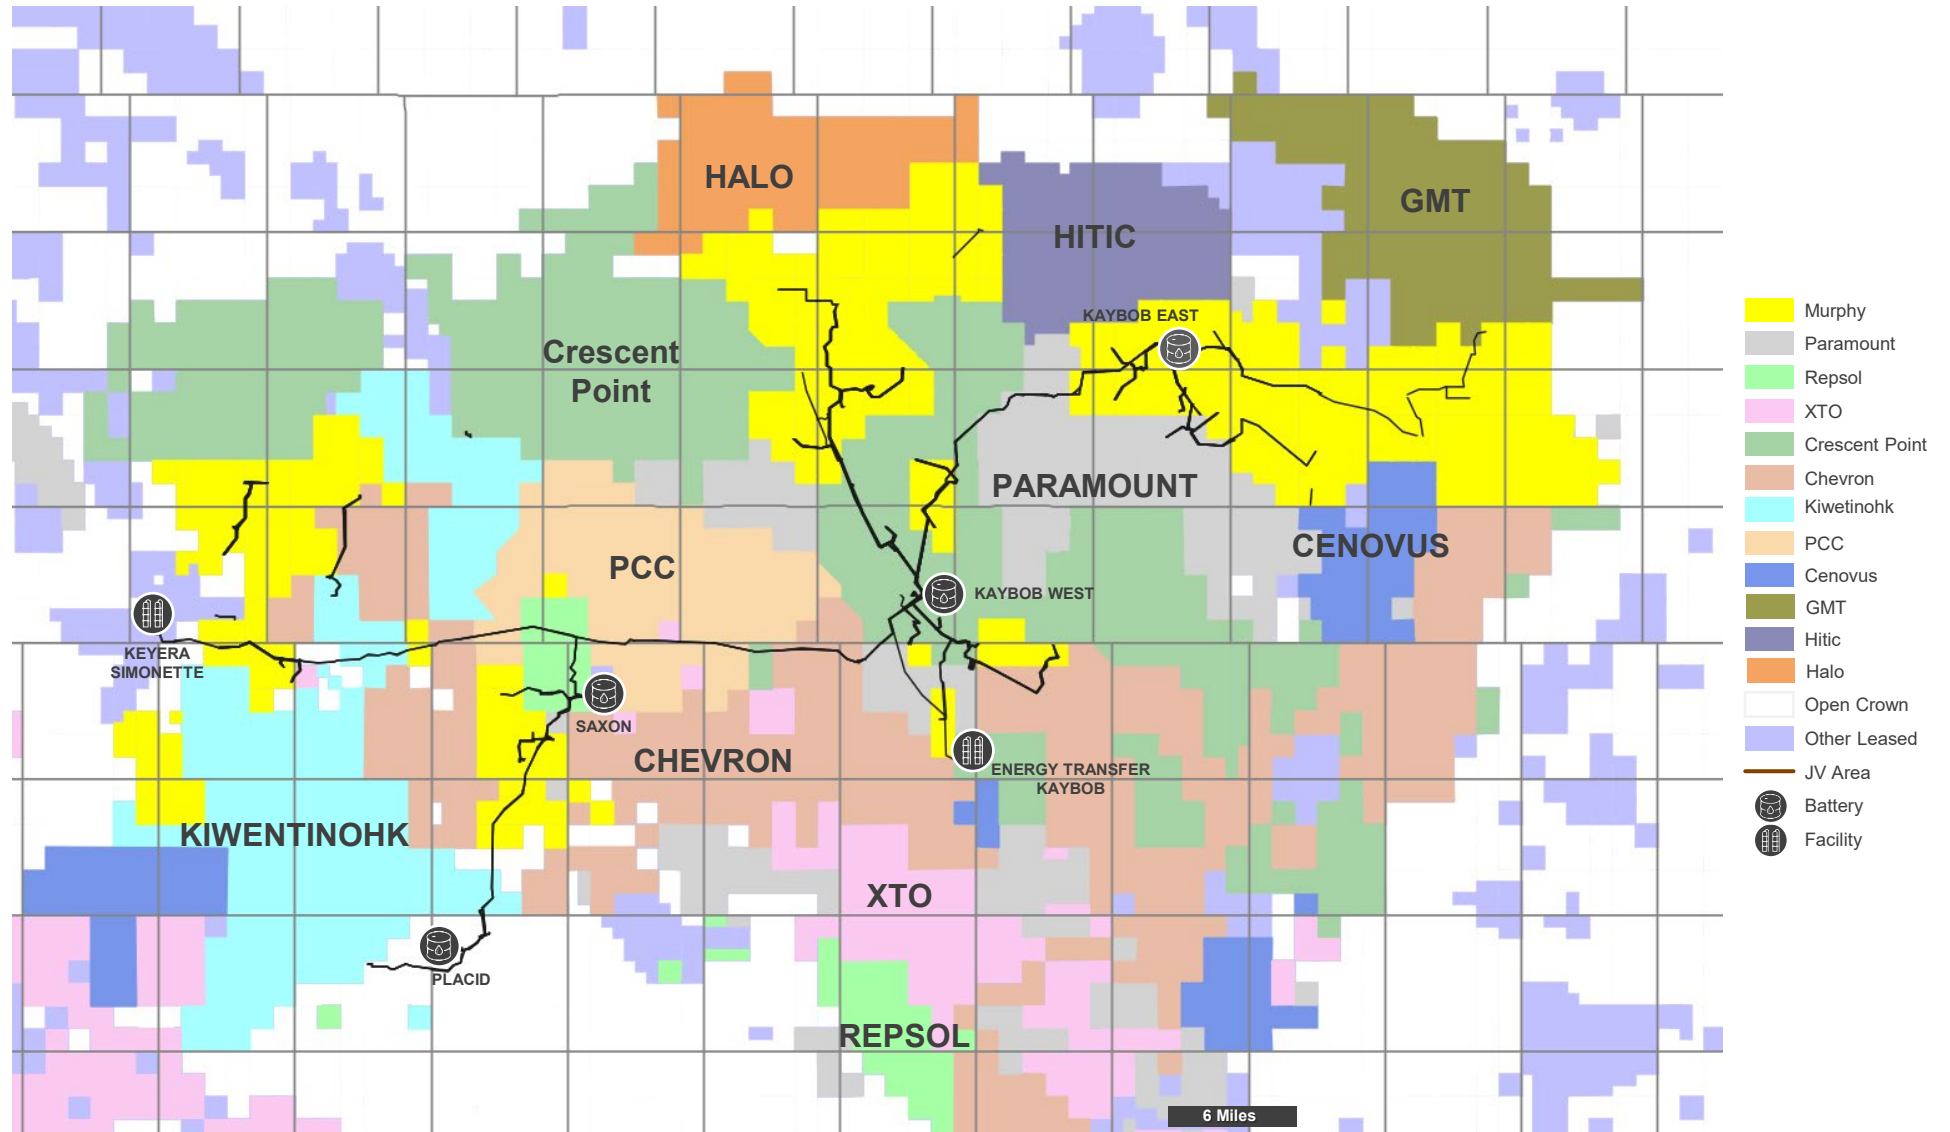 HALO
GMT
HITIC
KAYBOB EAST
Crescent
Point
PARAMOUNT
CENOVUS
PCC
KAYBOB WEST
KEYERA
SIMONETTE
SAXON
CHEVRON
ENERGY TRANSFER
KAYBOB
KIWENTINOHK
XTO
PLACID
REPSOL
6 Miles
Murphy
Paramount
Repsol
XTO
Crescent Point
Chevron
Kiwetinohk
PCC
Cenovus
GMT
Hitic
Halo
Open Crown
Other Leased
JV Area
Battery
Facility